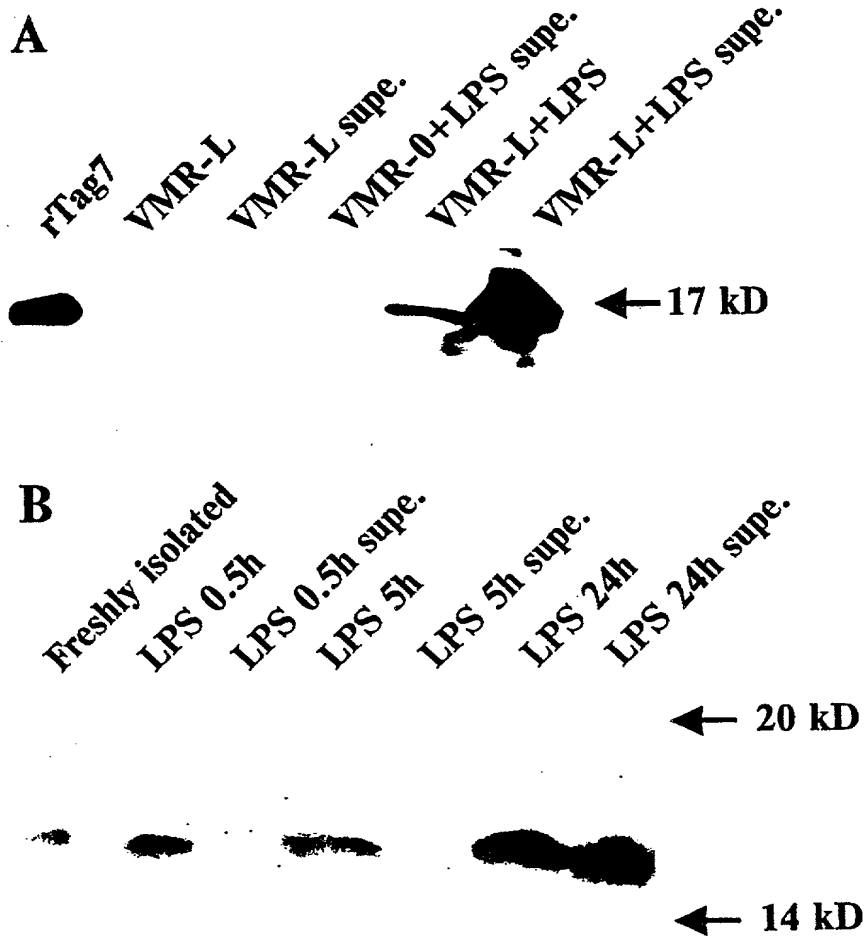 A
rTag7
VMR-L
VMR-L supe.
VMR-0+LPS supe.
VMR-L+LPS
VMR-L+LPS supe.
17 kD
B
Freshly isolated
LPS 0.5h
LPS 0.5h supe.
LPS 5h
LPS 5h supe.
LPS 24h
LPS 24h supe.
20 kD
14 kD